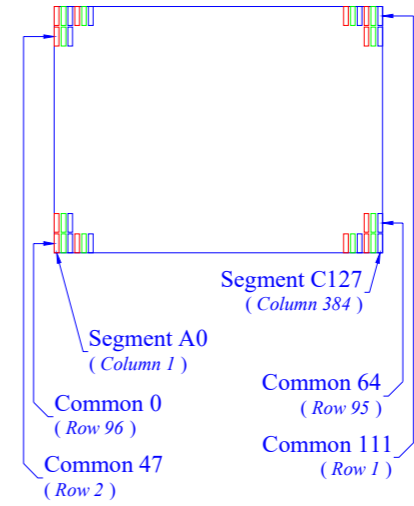 Segment C127
( Column 384 )
Segment A0
( Column 1 )
Common 64
( Row 95 )
Common 0
( Row 96 )
Common 111
( Row 1 )
Common 47
( Row 2 )